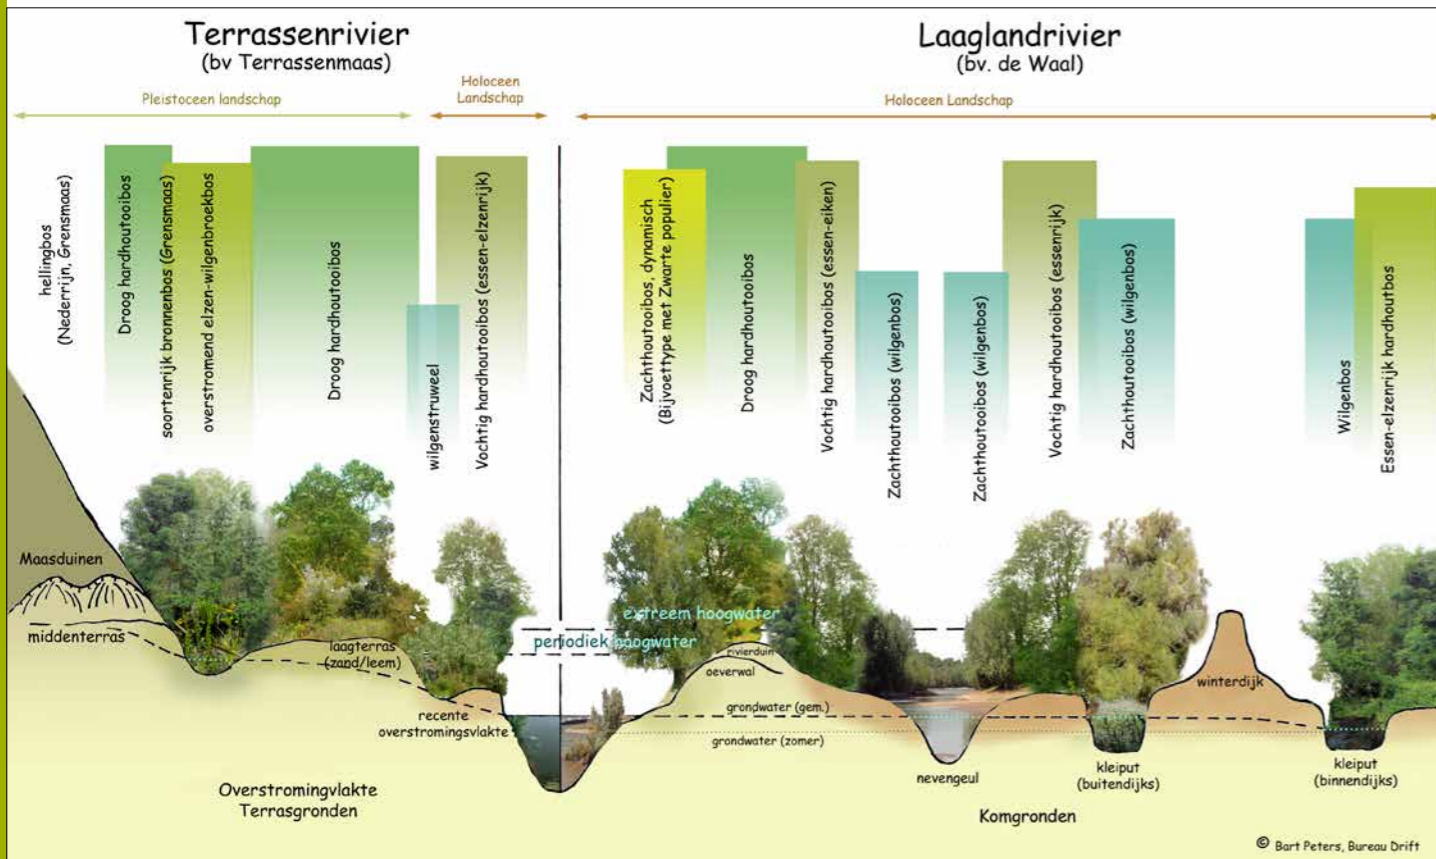 Terrassenrivier
(bv Terrassenmaas)
Laaglandrivier
(bv. de Waal)
Pleistoceen landschap
Holoceen
Landschap
Holoceen Landschap
hellingbos
(Nederrijn, Grensmaas)
Droog hardhoutooibos
soortenrijk bronnenbos (Grensmaas)
overstromend elzen-wilgenbroekbos
Droog hardhoutooibos
wilgenstruweel
Vochtig hardhoutooibos (essen-elzenrijk)
Zachthoutooibos, dynamisch
(Bijvoettype met Zwarte populier)
Droog hardhoutooibos
Vochtig hardhoutooibos (essen-eiken)
Zachthoutooibos (wilgenbos)
Zachthoutooibos (wilgenbos)
Vochtig hardhoutooibos (essenrijk)
Zachthoutooibos (wilgenbos)
Wilgenbos
Essen-elzenrijk hardhoutbos
Maasduinen
middenterras
laagterras
(zand/leem)
recente
overstromingsvlakte
extreem hoogwater
periodiek hoogwater
rivierduin
oeverwal
grondwater (gem.)
grondwater (zomer)
nevengeul
kleiput
(buitendijks)
winterdijk
kleiput
(binnendijks)
Overstromingvlakte
Terrasgronden
Komgronden
© Bart Peters, Bureau Drift